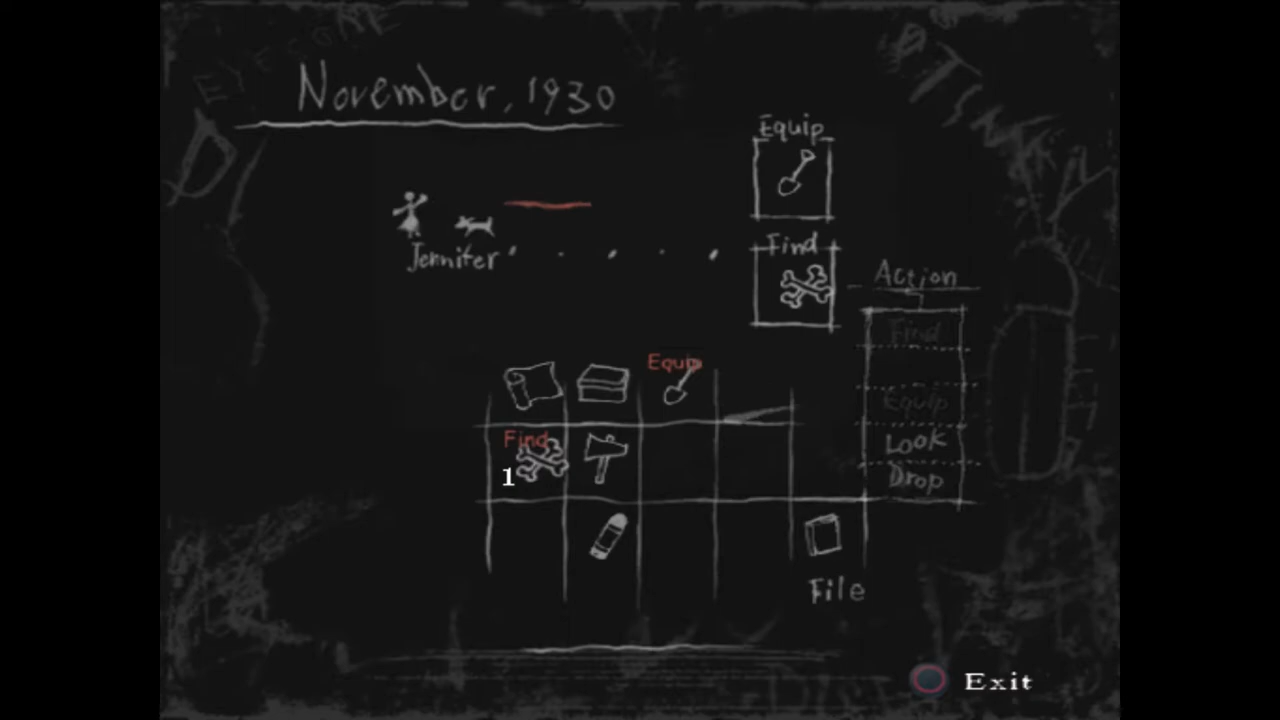 November, 1930
Equip
Jennifer
Find
Action
Find
Equip
Equip
Look
Find
1
Drop
File
Exit